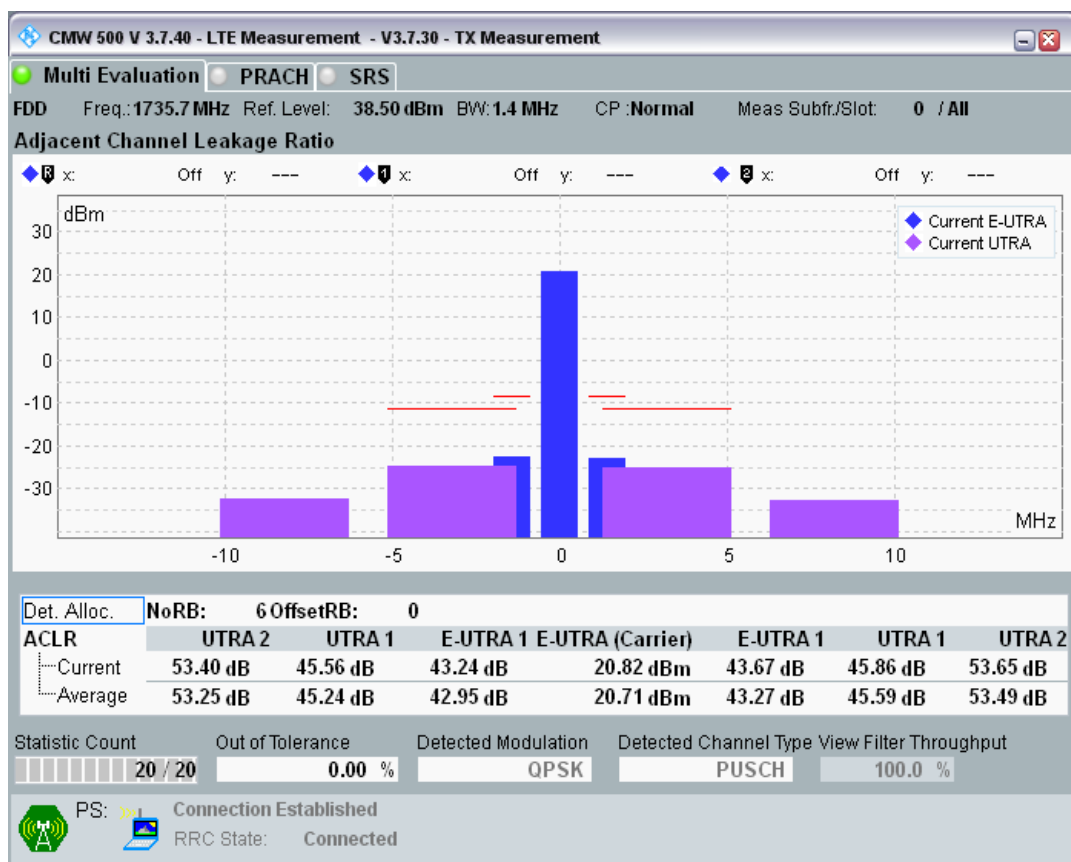 CMW 500 V 3.7.40 - LTE Measurement - V3.7.30 - TX Measurement
Multi Evaluation PRACH SRS
FDD Freq.: 1735.7 MHz Ref. Level: 38.50 dBm BW: 1.4 MHz CP : Normal Meas Subfr./Slot: 0 / All
Adjacent Channel Leakage Ratio
R x: Off y: --- 1 x: Off y: --- 2 x: Off y: ---
dBm
Current E-UTRA
Current UTRA
30
20
10
0
-10
-20
-30
MHz
-10 -5 0 5 10
Det. Alloc. NoRB: 6 OffsetRB: 0
ACLR UTRA 2 UTRA 1 E-UTRA 1 E-UTRA (Carrier) E-UTRA 1 UTRA 1 UTRA 2
Current 53.40 dB 45.56 dB 43.24 dB 20.82 dBm 43.67 dB 45.86 dB 53.65 dB
Average 53.25 dB 45.24 dB 42.95 dB 20.71 dBm 43.27 dB 45.59 dB 53.49 dB
Statistic Count Out of Tolerance Detected Modulation Detected Channel Type View Filter Throughput
20 / 20 0.00 % QPSK PUSCH 100.0 %
PS: Connection Established
RRC State: Connected